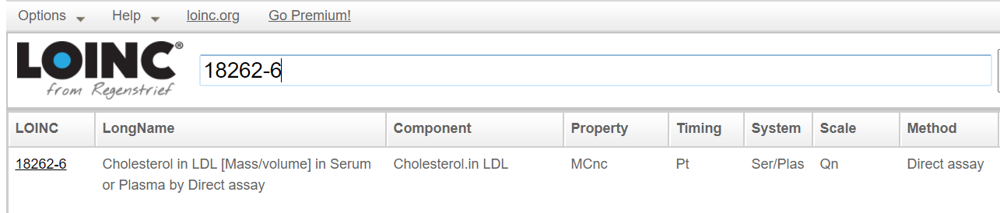 Options Help loinc.org Go Premium!
LOINC®
from Regenstrief
18262-6
LOINC LongName Component Property Timing System Scale Method
18262-6 Cholesterol in LDL [Mass/volume] in Serum Cholesterol.in LDL MCnc Pt Ser/Plas Qn Direct assay
or Plasma by Direct assay